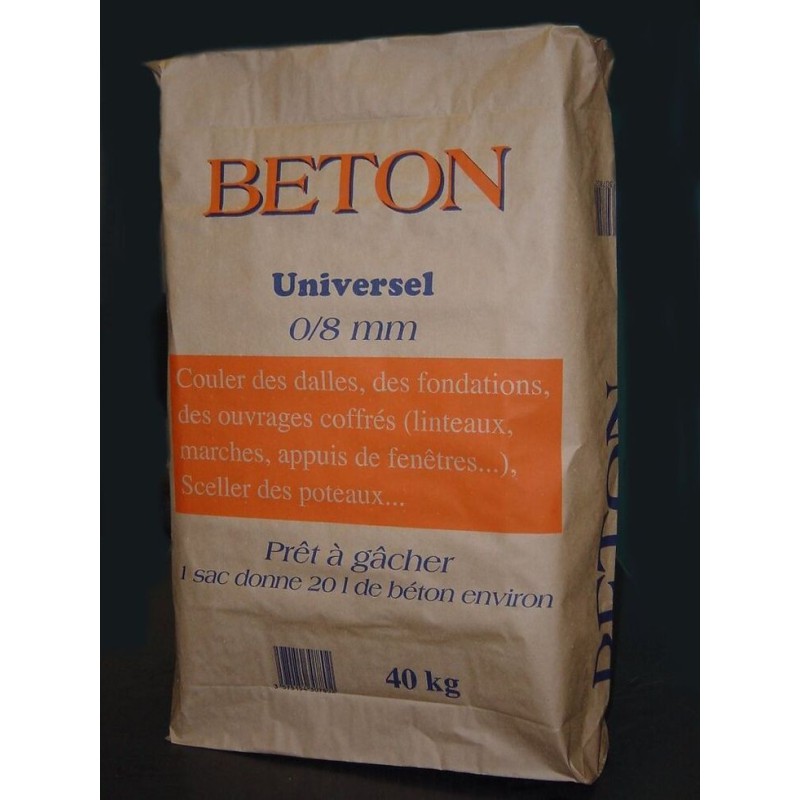 BETON
Universel
0/8 mm
Couler des dalles, des fondations,
des ouvrages coffrés (linteaux,
marches, appuis de fenêtres...),
Sceller des poteaux...
Prêt à gâcher
1 sac donne 20 l de béton environ
40 kg
BETON